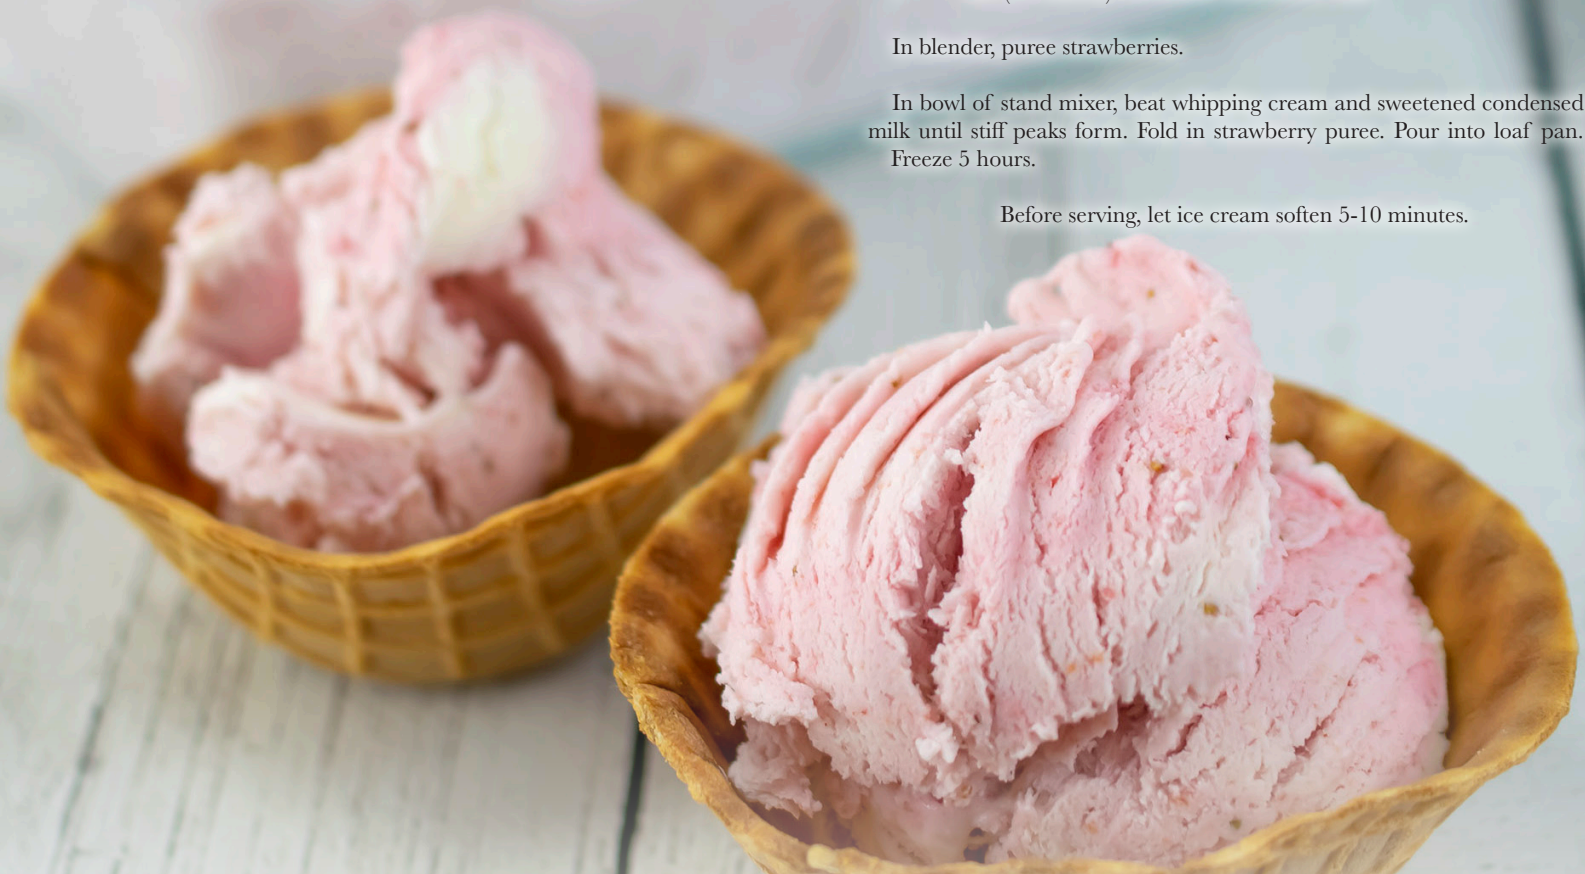 In blender, puree strawberries.
In bowl of stand mixer, beat whipping cream and sweetened condensed
milk until stiff peaks form. Fold in strawberry puree. Pour into loaf pan.
Freeze 5 hours.
Before serving, let ice cream soften 5-10 minutes.